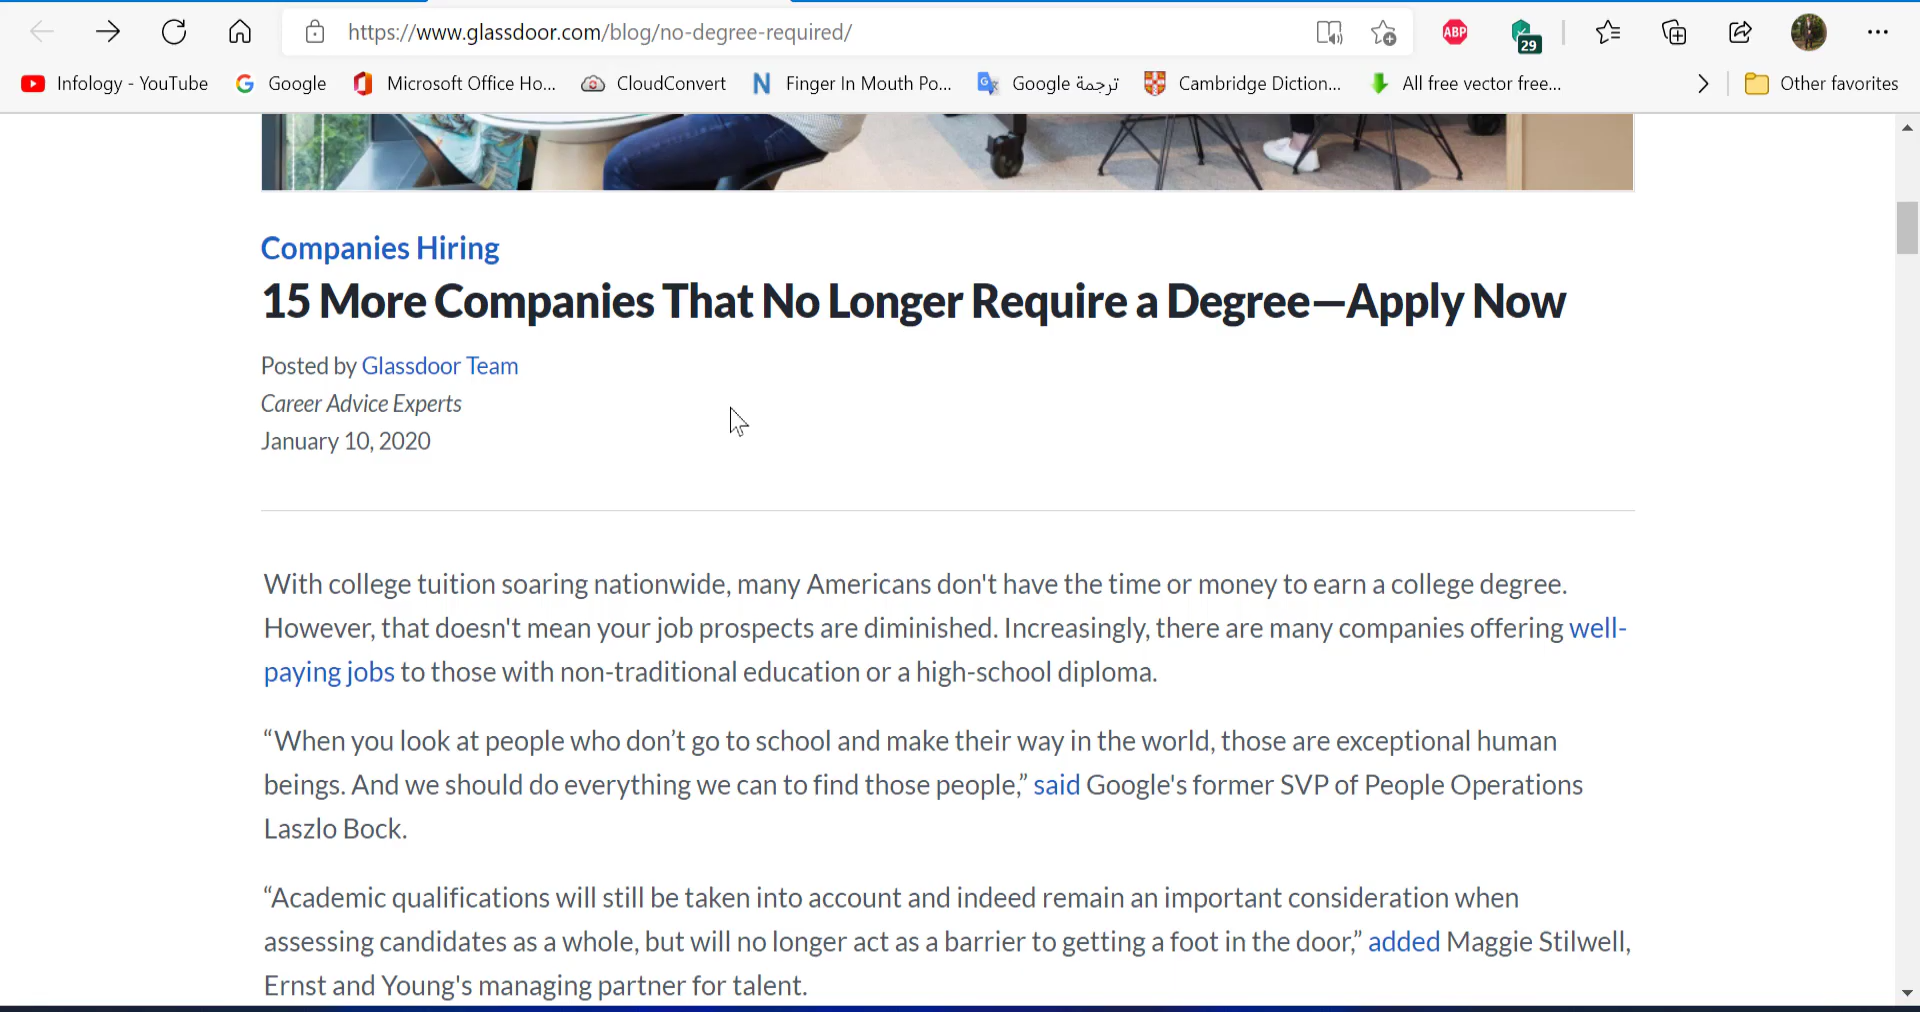 https://www.glassdoor.com/blog/no-degree-required/
ABP
29
Infology - YouTube
Google
Microsoft Office Ho...
CloudConvert
Finger In Mouth Po...
ترجمة Google
Cambridge Diction...
All free vector free...
Other favorites
Companies Hiring
15 More Companies That No Longer Require a Degree—Apply Now
Posted by Glassdoor Team
Career Advice Experts
January 10, 2020
With college tuition soaring nationwide, many Americans don't have the time or money to earn a college degree.
However, that doesn't mean your job prospects are diminished. Increasingly, there are many companies offering well-
paying jobs to those with non-traditional education or a high-school diploma.
“When you look at people who don’t go to school and make their way in the world, those are exceptional human
beings. And we should do everything we can to find those people,” said Google's former SVP of People Operations
Laszlo Bock.
“Academic qualifications will still be taken into account and indeed remain an important consideration when
assessing candidates as a whole, but will no longer act as a barrier to getting a foot in the door,” added Maggie Stilwell,
Ernst and Young's managing partner for talent.